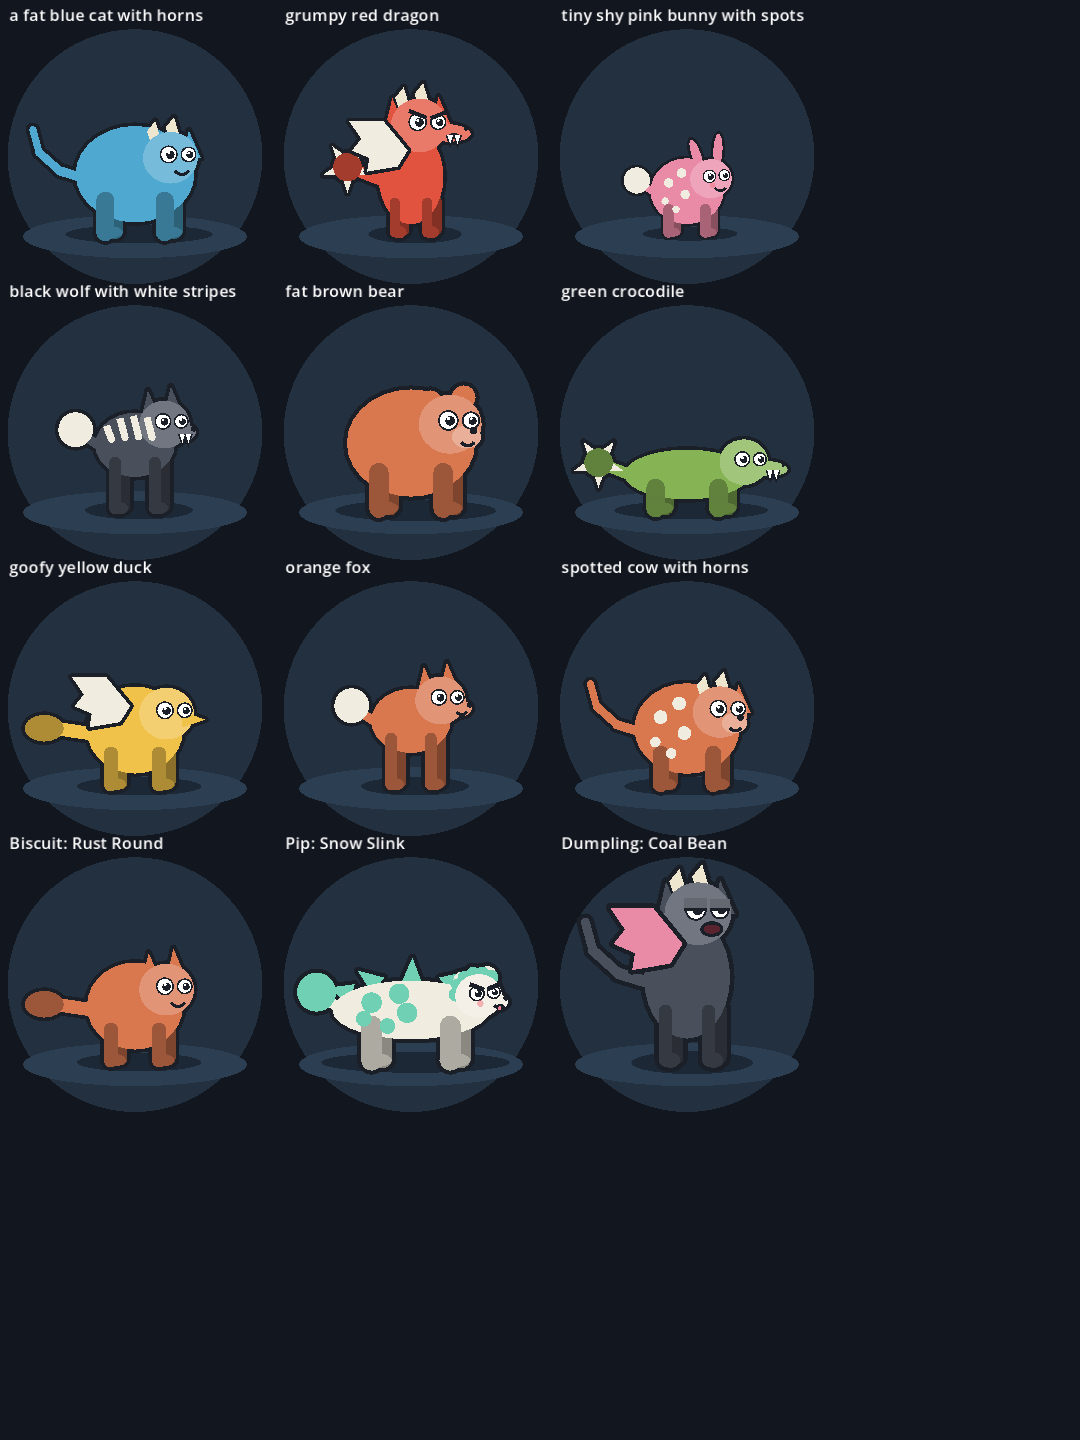 a fat blue cat with horns
grumpy red dragon
tiny shy pink bunny with spots
black wolf with white stripes
fat brown bear
green crocodile
goofy yellow duck
orange fox
spotted cow with horns
Biscuit: Rust Round
Pip: Snow Slink
Dumpling: Coal Bean